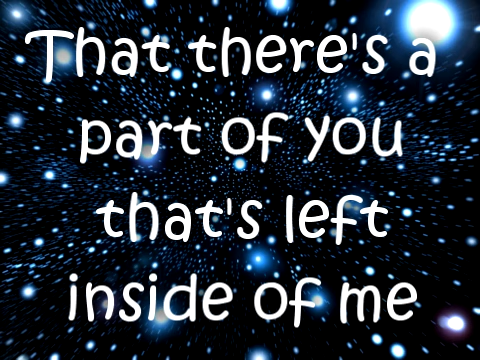 That there's a
part of you
that's left
inside of me